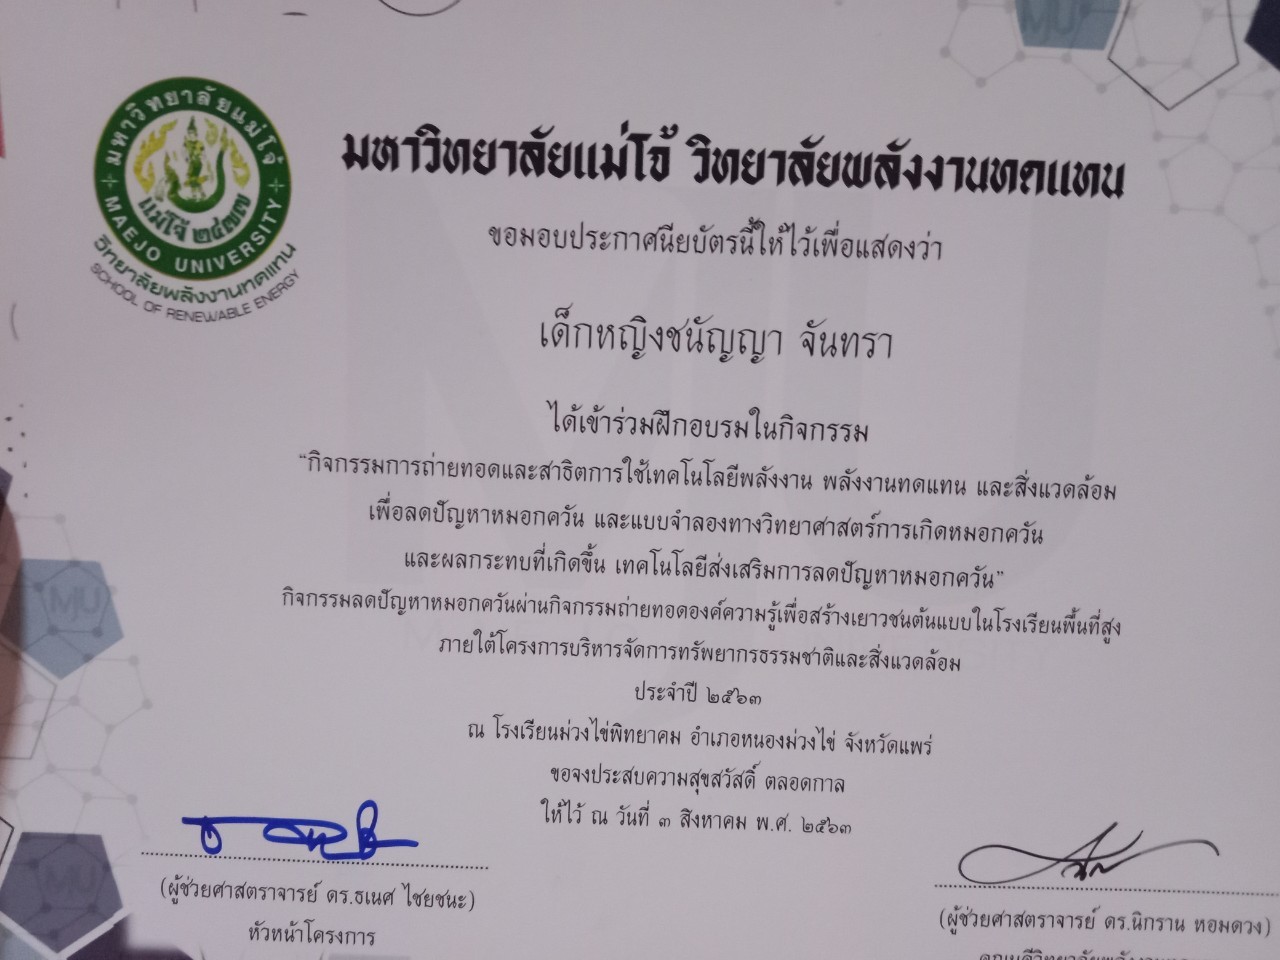 มหาวิทยาลัยแม่โจ้
แม่โจ้ ๒๔๗๗
MAEJO UNIVERSITY
วิทยาลัยพลังงานทดแทน
SCHOOL OF RENEWABLE ENERGY
มหาวิทยาลัยแม่โจ้ วิทยาลัยพลังงานทดแทน
ขอมอบประกาศนียบัตรนี้ให้ไว้เพื่อแสดงว่า
เด็กหญิงชนัญญา จันทรา
ได้เข้าร่วมฝึกอบรมในกิจกรรม
“กิจกรรมการถ่ายทอดและสาธิตการใช้เทคโนโลยีพลังงาน พลังงานทดแทน และสิ่งแวดล้อม
เพื่อลดปัญหาหมอกควัน และแบบจำลองทางวิทยาศาสตร์การเกิดหมอกควัน
และผลกระทบที่เกิดขึ้น เทคโนโลยีส่งเสริมการลดปัญหาหมอกควัน”
กิจกรรมลดปัญหาหมอกควันผ่านกิจกรรมถ่ายทอดองค์ความรู้เพื่อสร้างเยาวชนต้นแบบในโรงเรียนพื้นที่สูง
ภายใต้โครงการบริหารจัดการทรัพยากรธรรมชาติและสิ่งแวดล้อม
ประจำปี ๒๕๖๓
ณ โรงเรียนม่วงไข่พิทยาคม อำเภอหนองม่วงไข่ จังหวัดแพร่
ขอจงประสบความสุขสวัสดิ์ ตลอดกาล
ให้ไว้ ณ วันที่ ๓ สิงหาคม พ.ศ. ๒๕๖๓
(ผู้ช่วยศาสตราจารย์ ดร.ธเนศ ไชยชนะ)
หัวหน้าโครงการ
(ผู้ช่วยศาสตราจารย์ ดร.นิกราน หอมดวง)
MU
MJU
MJU